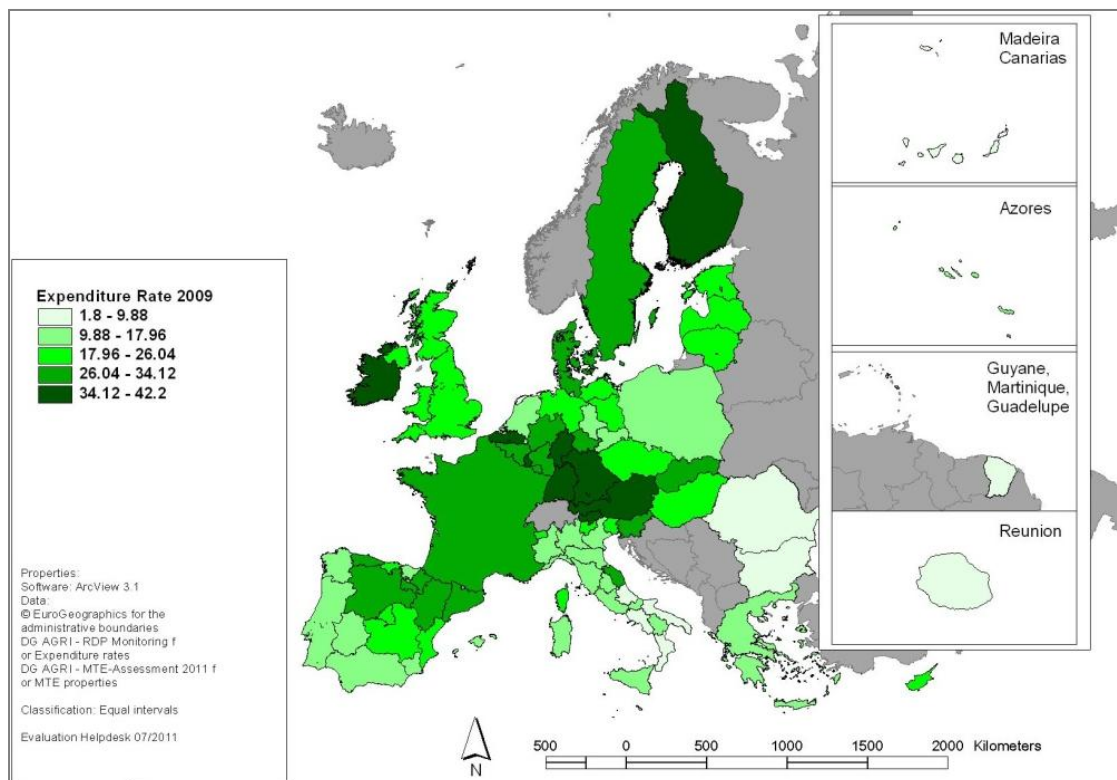 Expenditure Rate 2009
1.8 - 9.88
9.88 - 17.96
17.96 - 26.04
26.04 - 34.12
34.12 - 42.2
Properties:
Software: ArcView 3.1
Data:
© EuroGeographics for the
administrative boundaries
DG AGRI - RDP Monitoring f
or Expenditure rates
DG AGRI - MTE-Assessment 2011 f
or MTE properties
Classification: Equal intervals
Evaluation Helpdesk 07/2011
Madeira
Canarias
Azores
Guyane,
Martinique,
Guadelupe
Reunion
N
500 0 500 1000 1500 2000 Kilometers